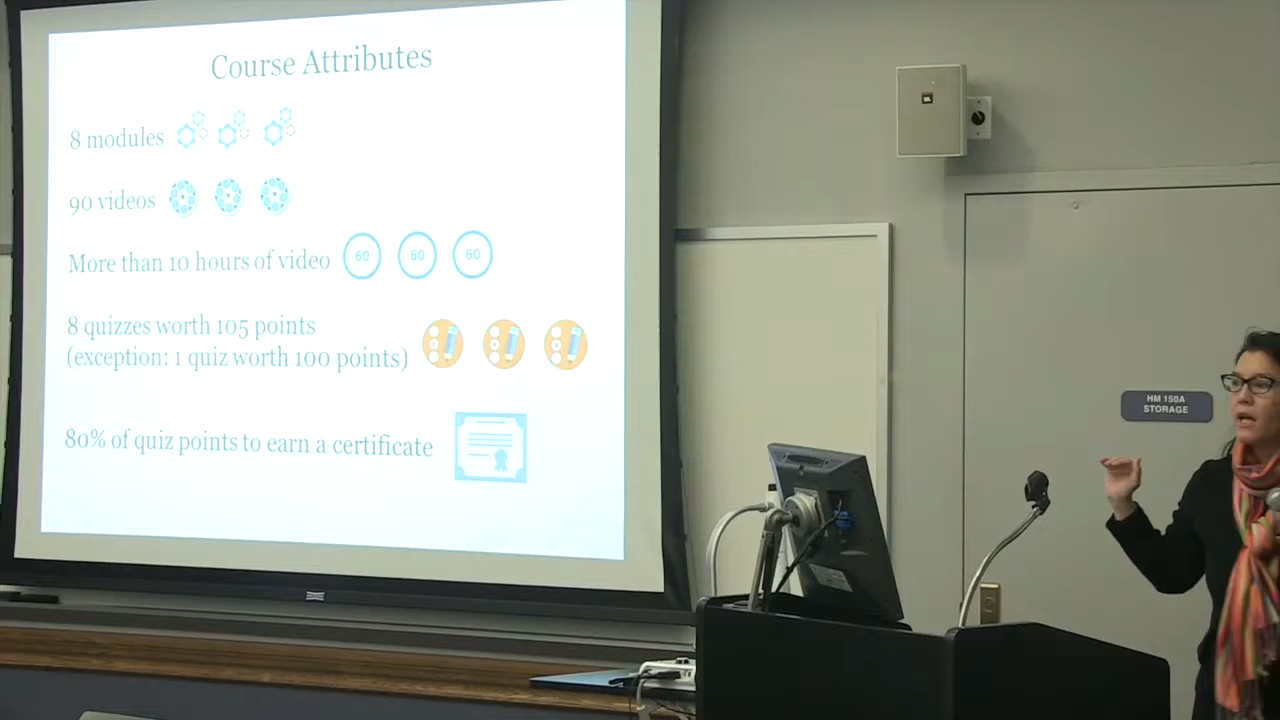 Course Attributes
8 modules
90 videos
More than 10 hours of video
60 60 60
8 quizzes worth 105 points
(exception: 1 quiz worth 100 points)
80% of quiz points to earn a certificate
HM 150A
STORAGE